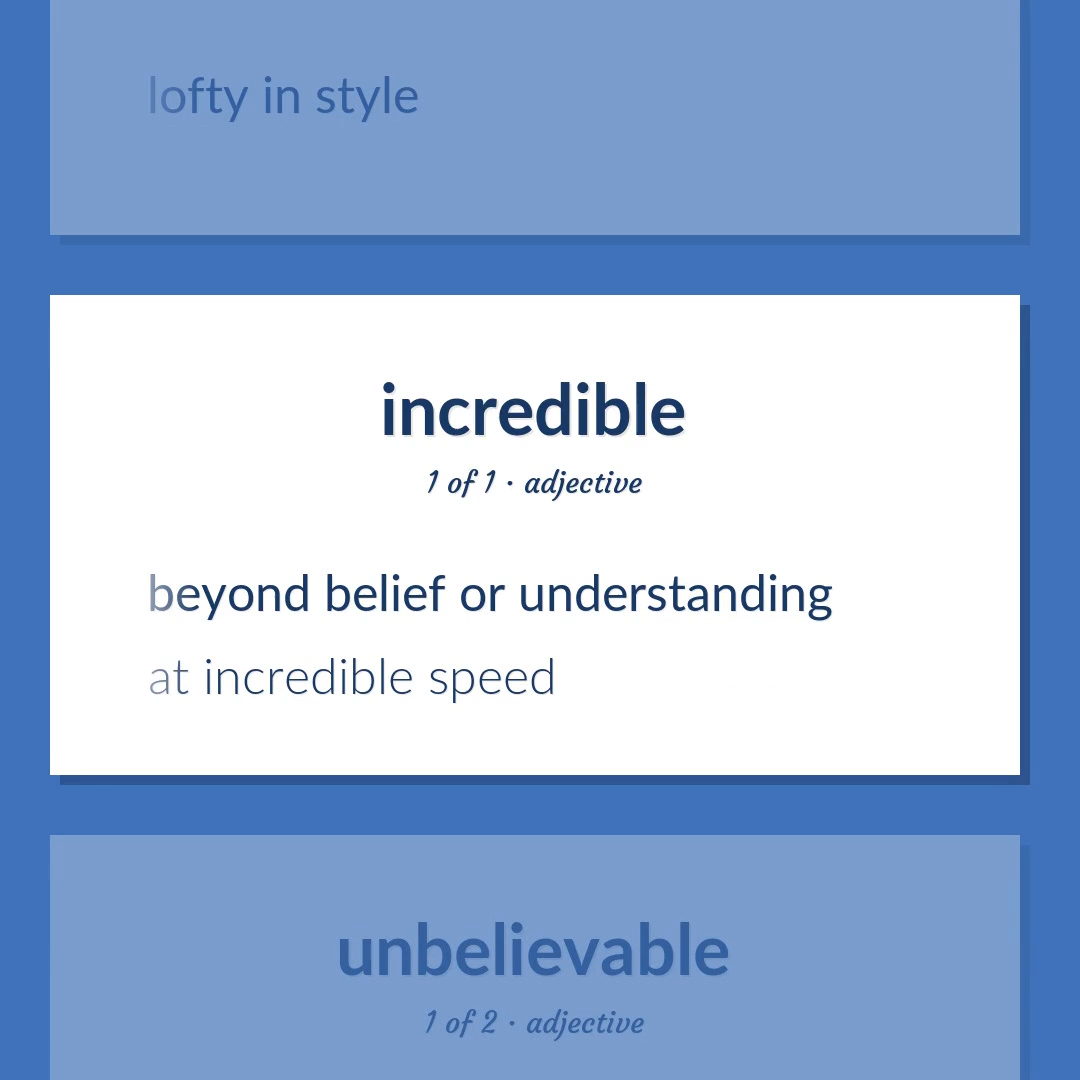 lofty in style
incredible
1 of 1 · adjective
beyond belief or understanding
at incredible speed
unbelievable
1 of 2 · adjective